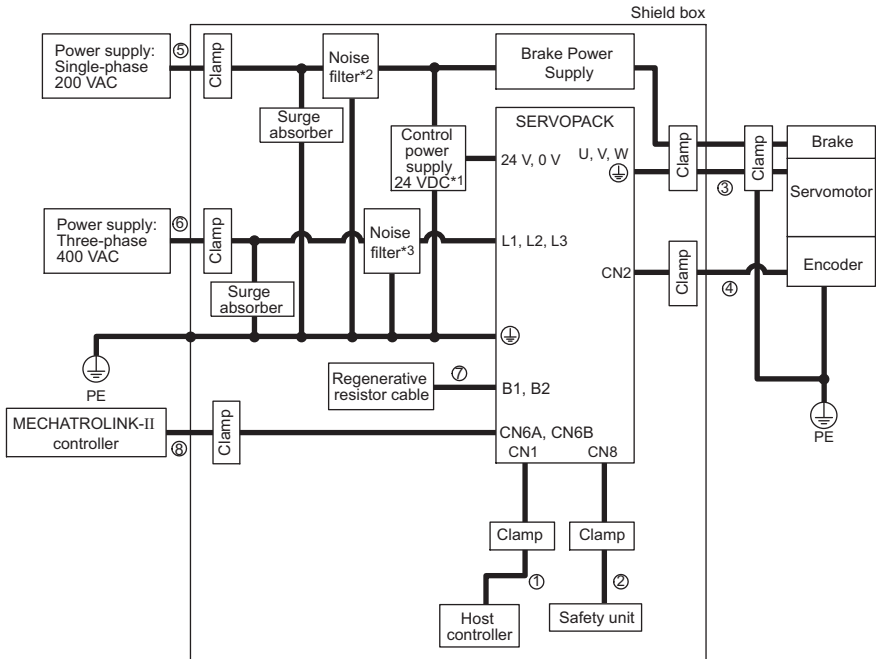 Shield box
Power supply:
Single-phase
200 VAC
⑤
Clamp
Noise
filter*2
Brake Power
Supply
Surge
absorber
Control
power
supply
24 VDC*1
SERVOPACK
24 V, 0 V
U, V, W
Clamp
③
Clamp
Brake
Servomotor
Encoder
Power supply:
Three-phase
400 VAC
⑥
Clamp
Noise
filter*3
L1, L2, L3
CN2
Clamp
④
Surge
absorber
PE
Regenerative
resistor cable
⑦
B1, B2
PE
MECHATROLINK-II
controller
⑧
Clamp
CN6A, CN6B
CN1
CN8
Clamp
Clamp
①
②
Host
controller
Safety unit